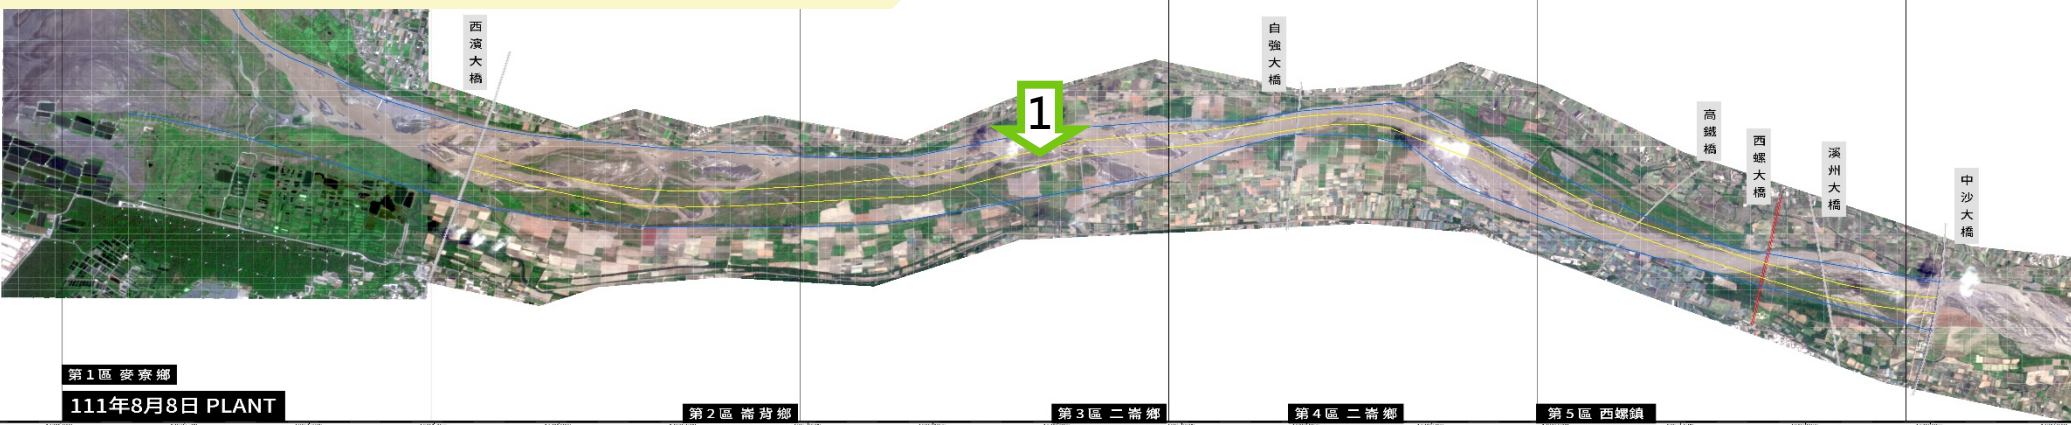 西濱大橋
1
自強大橋
高鐵橋
西螺大橋
溪州大橋
中沙大橋
第1區 麥寮鄉
111年8月8日 PLANT
第2區 崙背鄉
第3區 二崙鄉
第4區 二崙鄉
第5區 西螺鎮